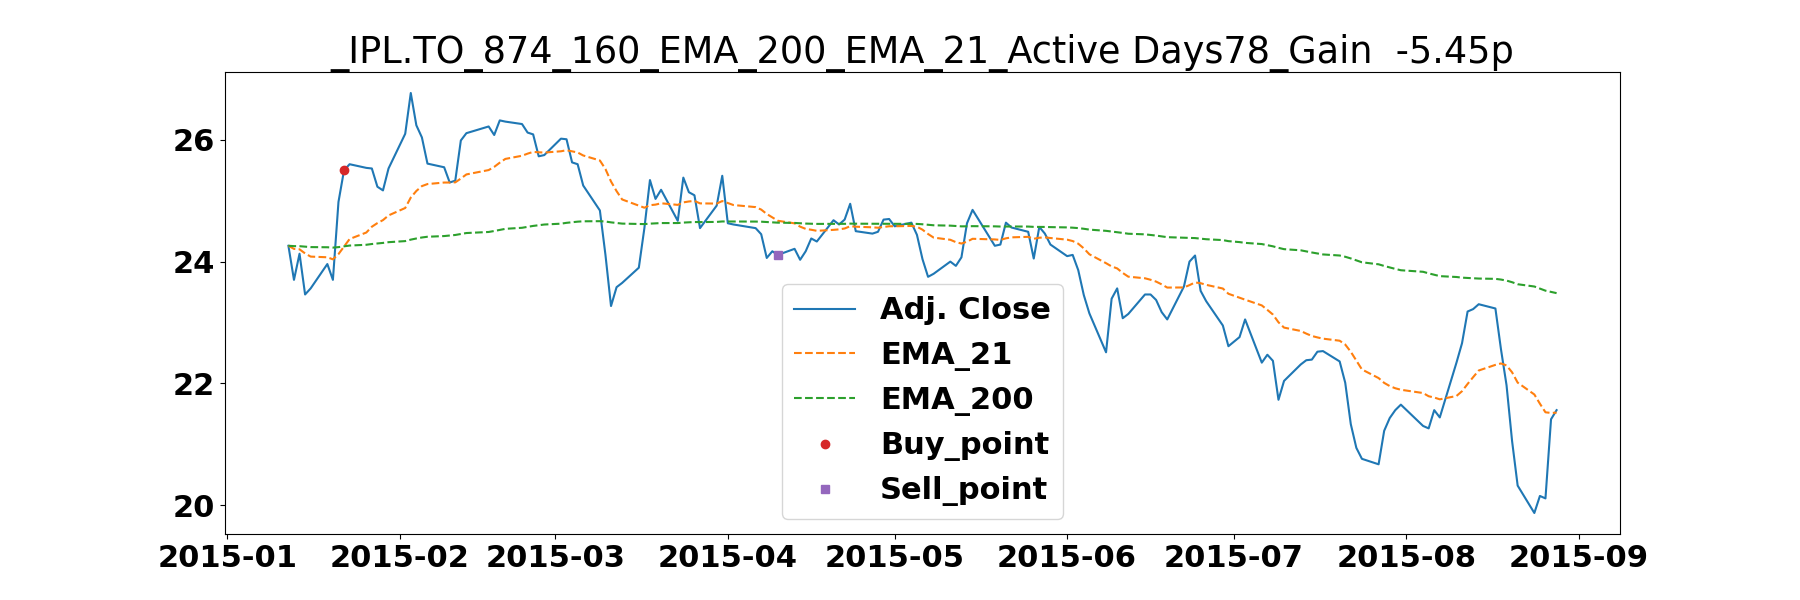 _IPL.TO_874_160_EMA_200_EMA_21_Active Days78_Gain  -5.45p
26
24
22
20
Adj. Close
EMA_21
EMA_200
Buy_point
Sell_point
2015-01 2015-02 2015-03 2015-04 2015-05 2015-06 2015-07 2015-08 2015-09